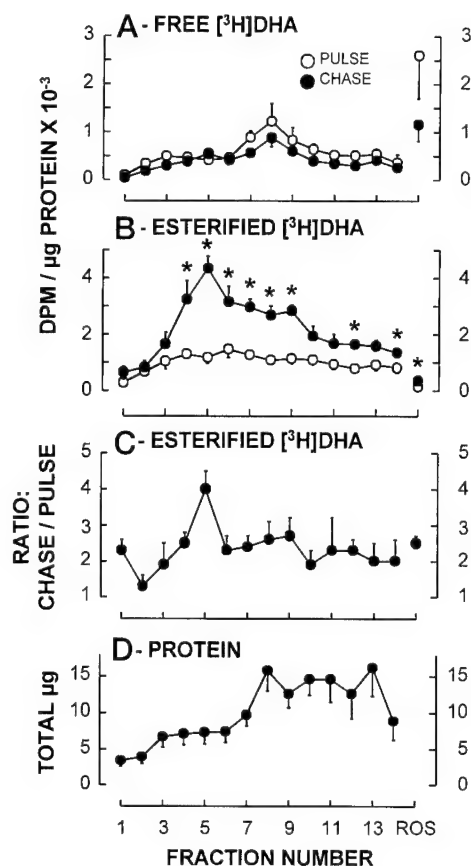 A - FREE [³H]DHA
PULSE
CHASE
3
2
1
0
3
2
1
0
DPM / µg PROTEIN X 10⁻³
B - ESTERIFIED [³H]DHA
4
2
0
4
2
0
* * * * * * * * *
C - ESTERIFIED [³H]DHA
RATIO:
CHASE / PULSE
5
4
3
2
1
5
4
3
2
1
D - PROTEIN
TOTAL µg
15
10
5
0
15
10
5
0
1 3 5 7 9 11 13 ROS
FRACTION NUMBER